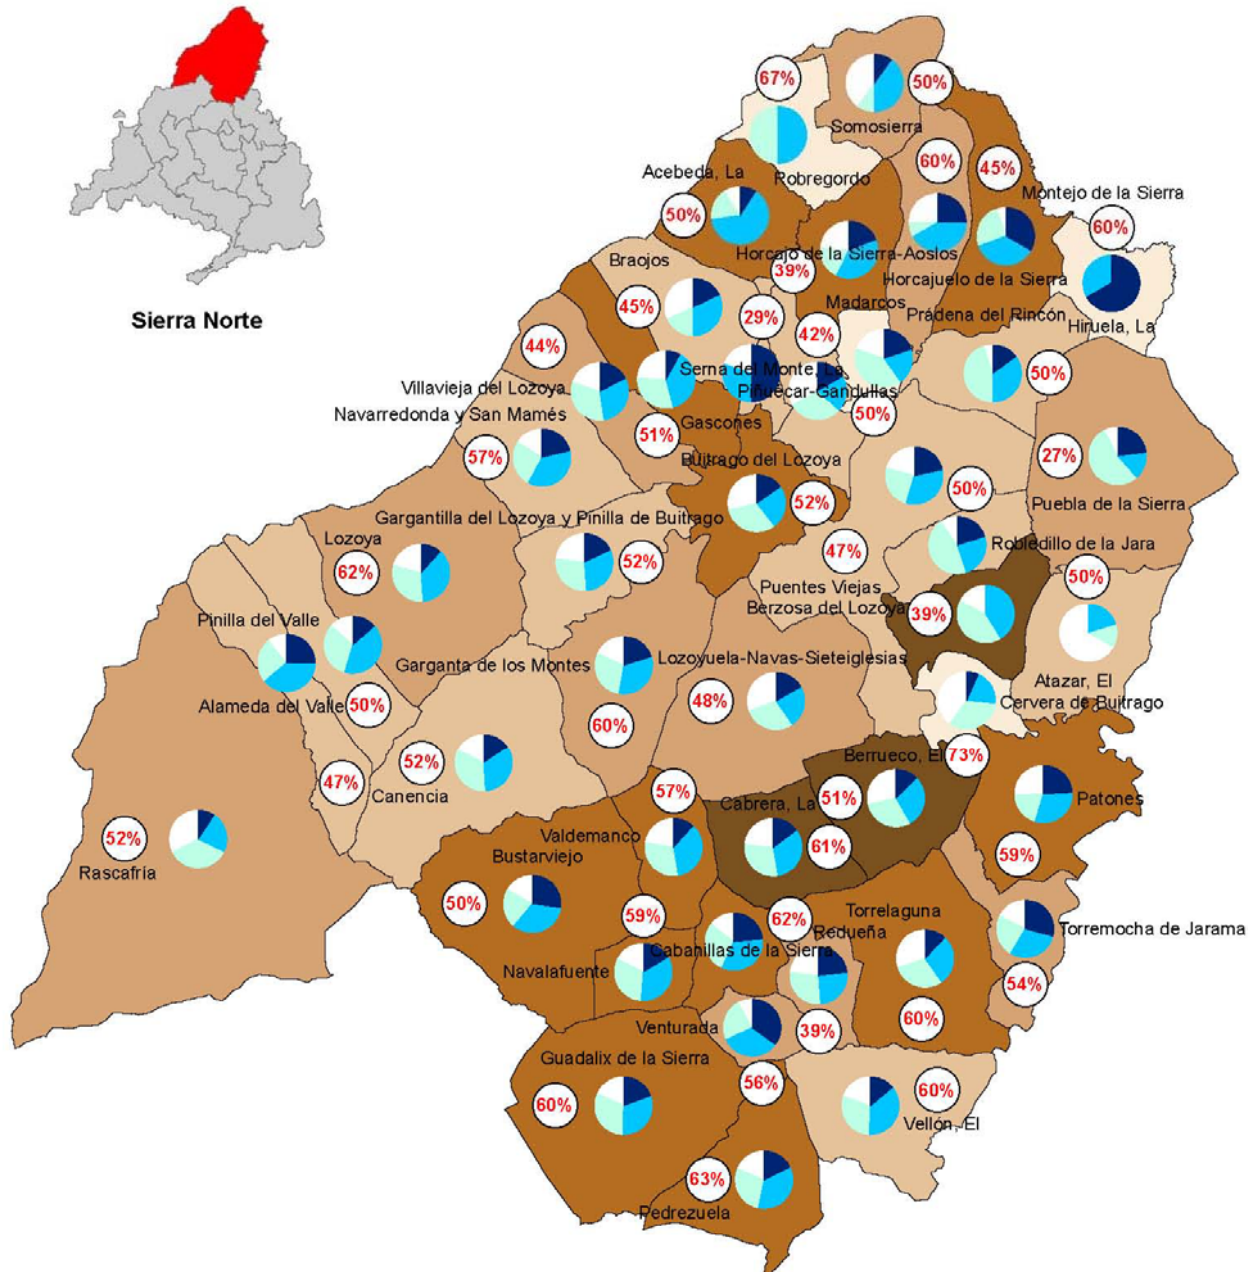 67%
50%
Somosierra
60%
45%
Acebeda, La
Robregordo
Montejo de la Sierra
50%
60%
Braojos
Horcajo de la Sierra-Aoslos
39%
Horcajuelo de la Sierra
Sierra Norte
45%
29%
Madarcos
Prádena del Rincón
Hiruela, La
44%
42%
Villavieja del Lozoya
Serna del Monte, La
50%
Navarredonda y San Mamés
Piñuécar-Gandullas
50%
57%
51%
Gascones
27%
Buitrago del Lozoya
50%
52%
Puebla de la Sierra
Gargantilla del Lozoya y Pinilla de Buitrago
Lozoya
Robledillo de la Jara
62%
52%
47%
50%
Puentes Viejas
Berzosa del Lozoya
39%
Pinilla del Valle
Garganta de los Montes
Lozoyuela-Navas-Sieteiglesias
Atazar, El
Alameda del Valle
50%
48%
Cervera de Buitrago
60%
Berrueco, El
73%
52%
47%
Canencia
57%
Cabrera, La
51%
Patones
52%
Valdemanco
61%
59%
Rascafría
Bustarviejo
50%
59%
62%
Torrelaguna
Redueña
Torremocha de Jarama
Cabanillas de la Sierra
Navalafuente
54%
Venturada
39%
60%
Guadalix de la Sierra
56%
60%
60%
Vellón, El
63%
Pedrezuela